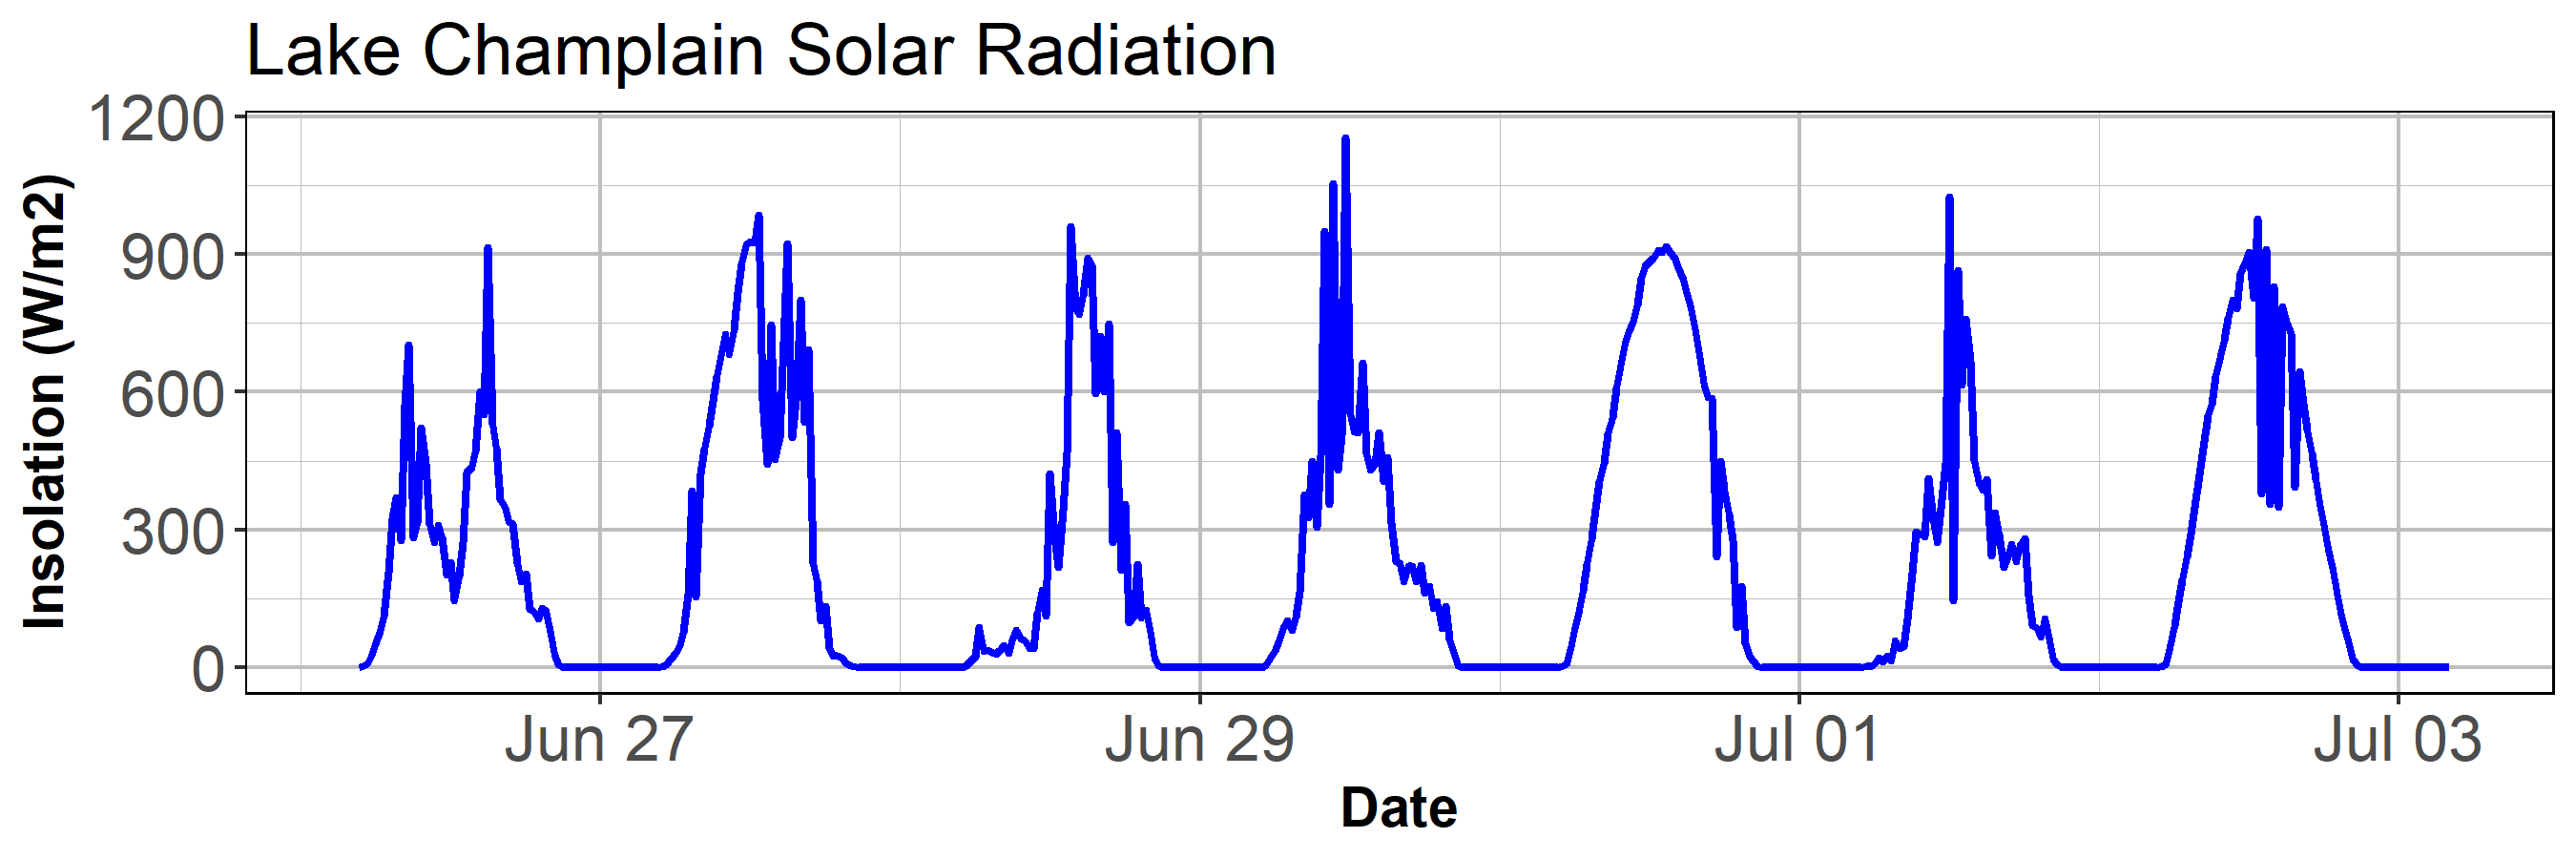 Lake Champlain Solar Radiation
1200
900
600
300
0
Insolation (W/m2)
Jun 27
Jun 29
Jul 01
Jul 03
Date